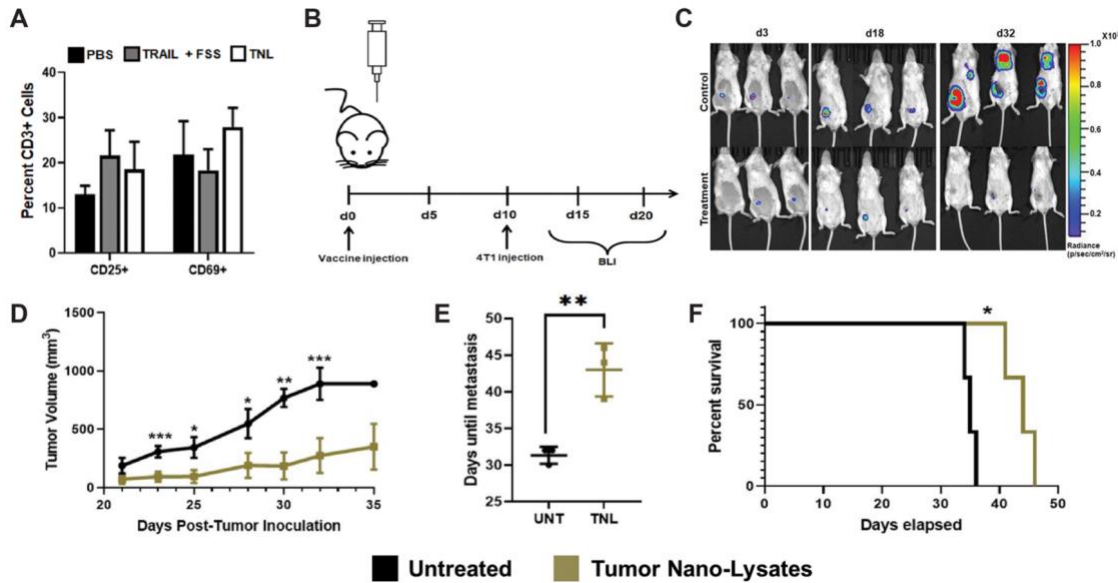 A
PBS TRAIL + FSS TNL
Percent CD3+ Cells
40
30
20
10
0
CD25+ CD69+
B
d0 d5 d10 d15 d20
Vaccine injection 4T1 injection BLI
C
d3 d18 d32
Control
Treatment
1.0
0.8
0.6
0.4
0.2
Radiance
(p/sec/cm²/sr)
D
Tumor Volume (mm³)
1500
1000
500
0
*** * * ** ***
20 25 30 35
Days Post-Tumor Inoculation
E
**
Days until metastasis
50
45
40
35
30
25
UNT TNL
F
*
Percent survival
100
50
0
0 10 20 30 40 50
Days elapsed
Untreated Tumor Nano-Lysates